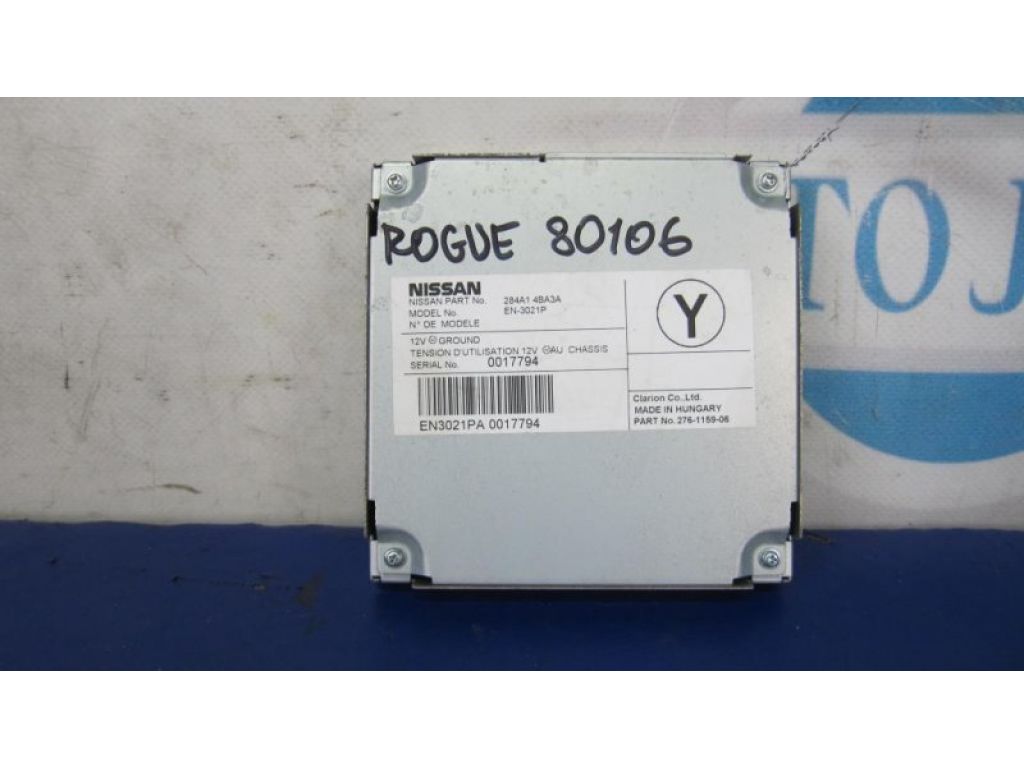 ROGUE 80106
NISSAN
NISSAN PART No. 284A1 4BA3A
MODEL No. EN-3021P
N° DE MODELE
12V ⊖ GROUND
TENSION D'UTILISATION 12V ⊖AU CHASSIS
SERIAL No. 0017794
EN3021PA 0017794
Y
Clarion Co.,Ltd.
MADE IN HUNGARY
PART No. 276-1159-06
TO J